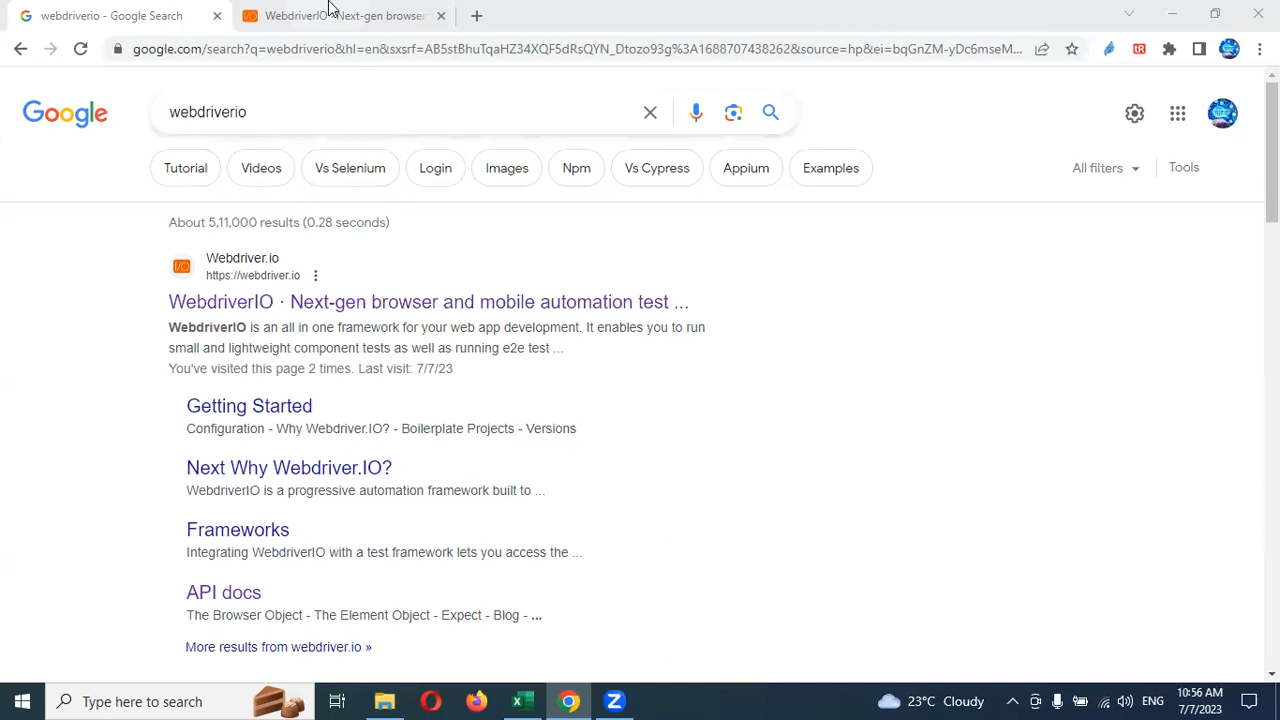 webdriverio - Google Search
WebdriverIO · Next-gen browser
google.com/search?q=webdriverio&hl=en&sxsrf=AB5stBhuTqaHZ34XQF5dRsQYN_Dtozo93g%3A1688707438262&source=hp&ei=bqGnZM-yDc6mseM...
Google
webdriverio
Tutorial
Videos
Vs Selenium
Login
Images
Npm
Vs Cypress
Appium
Examples
All filters
Tools
About 5,11,000 results (0.28 seconds)
I/O
Webdriver.io
https://webdriver.io
WebdriverIO · Next-gen browser and mobile automation test ...
WebdriverIO is an all in one framework for your web app development. It enables you to run
small and lightweight component tests as well as running e2e test ...
You've visited this page 2 times. Last visit: 7/7/23
Getting Started
Configuration - Why Webdriver.IO? - Boilerplate Projects - Versions
Next Why Webdriver.IO?
WebdriverIO is a progressive automation framework built to ...
Frameworks
Integrating WebdriverIO with a test framework lets you access the ...
API docs
The Browser Object - The Element Object - Expect - Blog - ...
More results from webdriver.io »
Type here to search
23°C Cloudy
ENG
10:56 AM
7/7/2023